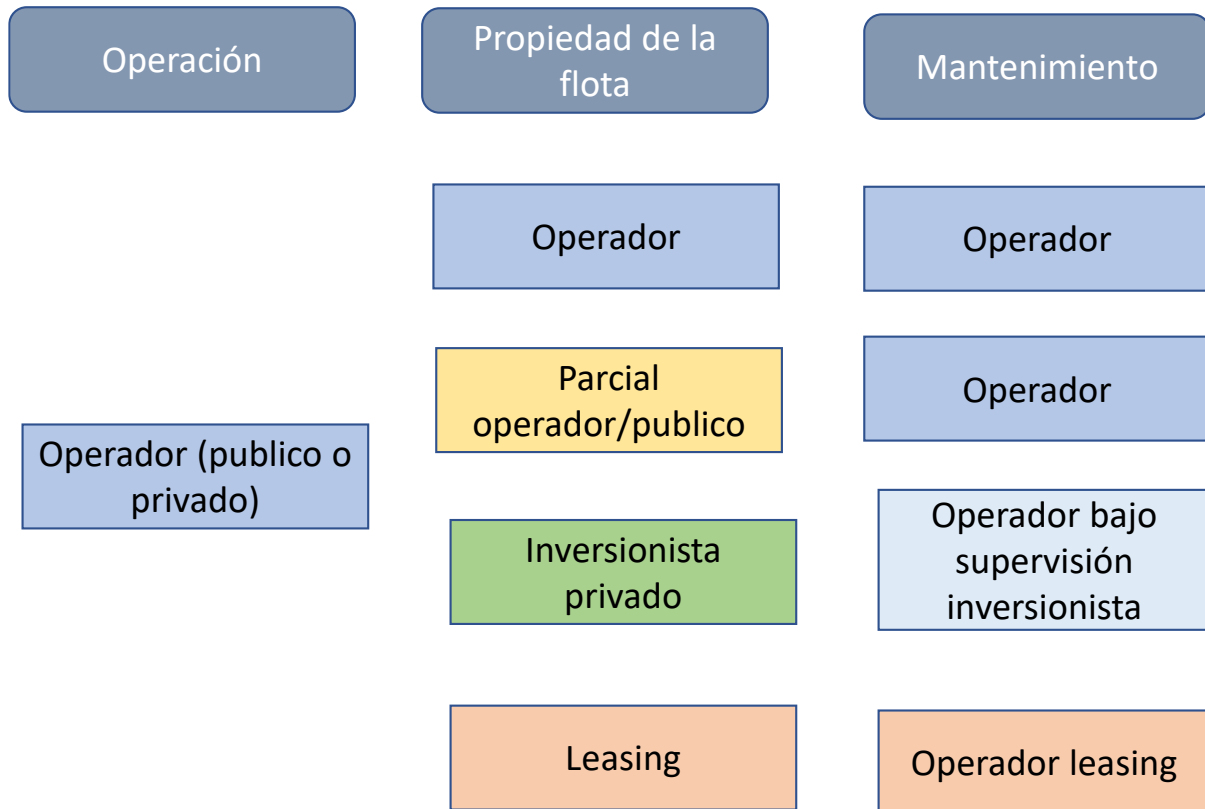 Operación
Propiedad de la
flota
Mantenimiento
Operador
Operador
Parcial
operador/publico
Operador
Operador (publico o
privado)
Inversionista
privado
Operador bajo
supervisión
inversionista
Leasing
Operador leasing